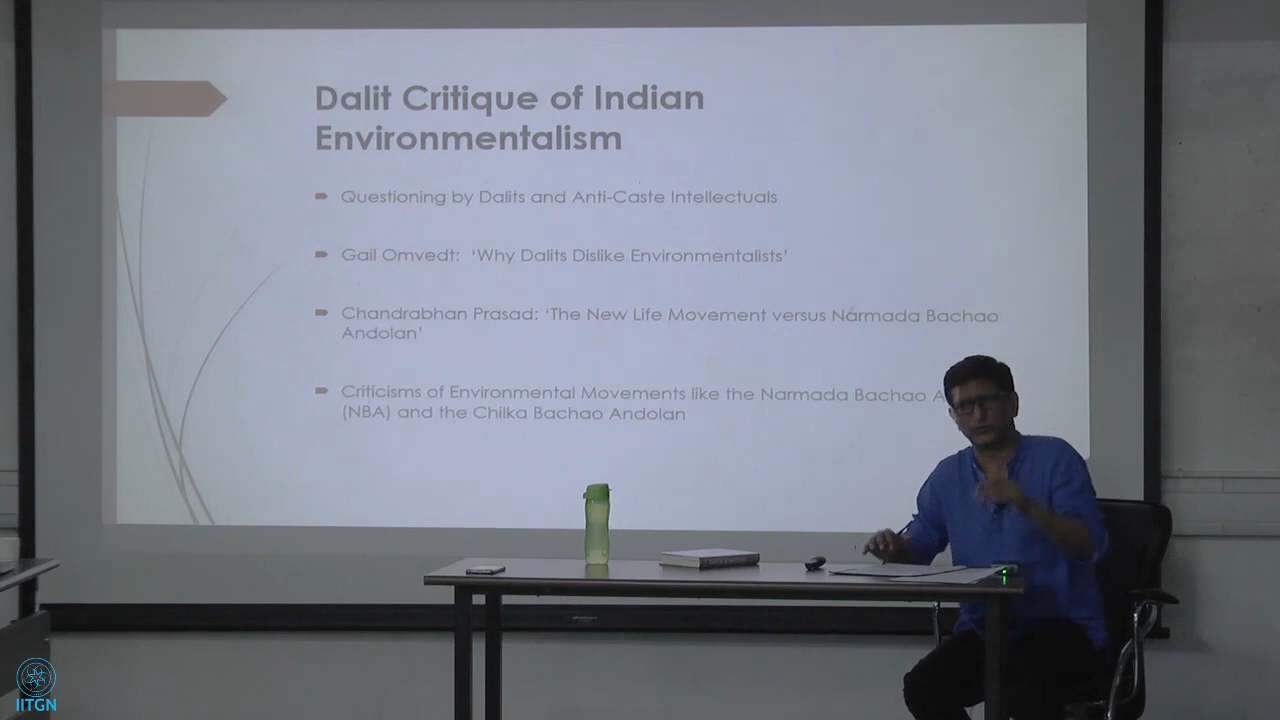 Dalit Critique of Indian
Environmentalism
Questioning by Dalits and Anti-Caste Intellectuals
Gail Omvedt: ‘Why Dalits Dislike Environmentalists’
Chandrabhan Prasad: ‘The New Life Movement versus Narmada Bachao
Andolan’
Criticisms of Environmental Movements like the Narmada Bachao
(NBA) and the Chilka Bachao Andolan
IITGN